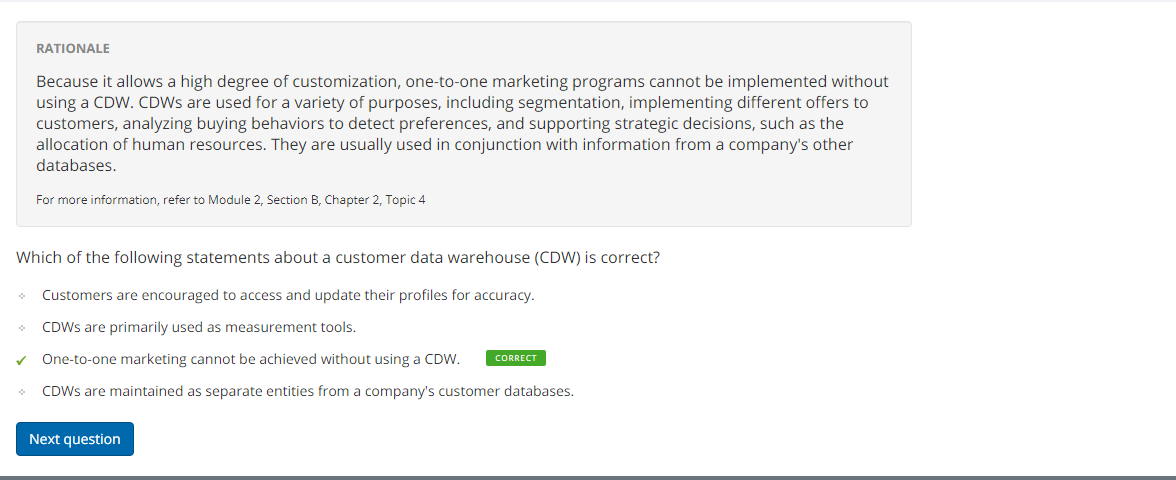 RATIONALE
Because it allows a high degree of customization, one-to-one marketing programs cannot be implemented without
using a CDW. CDWs are used for a variety of purposes, including segmentation, implementing different offers to
customers, analyzing buying behaviors to detect preferences, and supporting strategic decisions, such as the
allocation of human resources. They are usually used in conjunction with information from a company's other
databases.
For more information, refer to Module 2, Section B, Chapter 2, Topic 4
Which of the following statements about a customer data warehouse (CDW) is correct?
Customers are encouraged to access and update their profiles for accuracy.
CDWs are primarily used as measurement tools.
One-to-one marketing cannot be achieved without using a CDW. CORRECT
CDWs are maintained as separate entities from a company's customer databases.
Next question